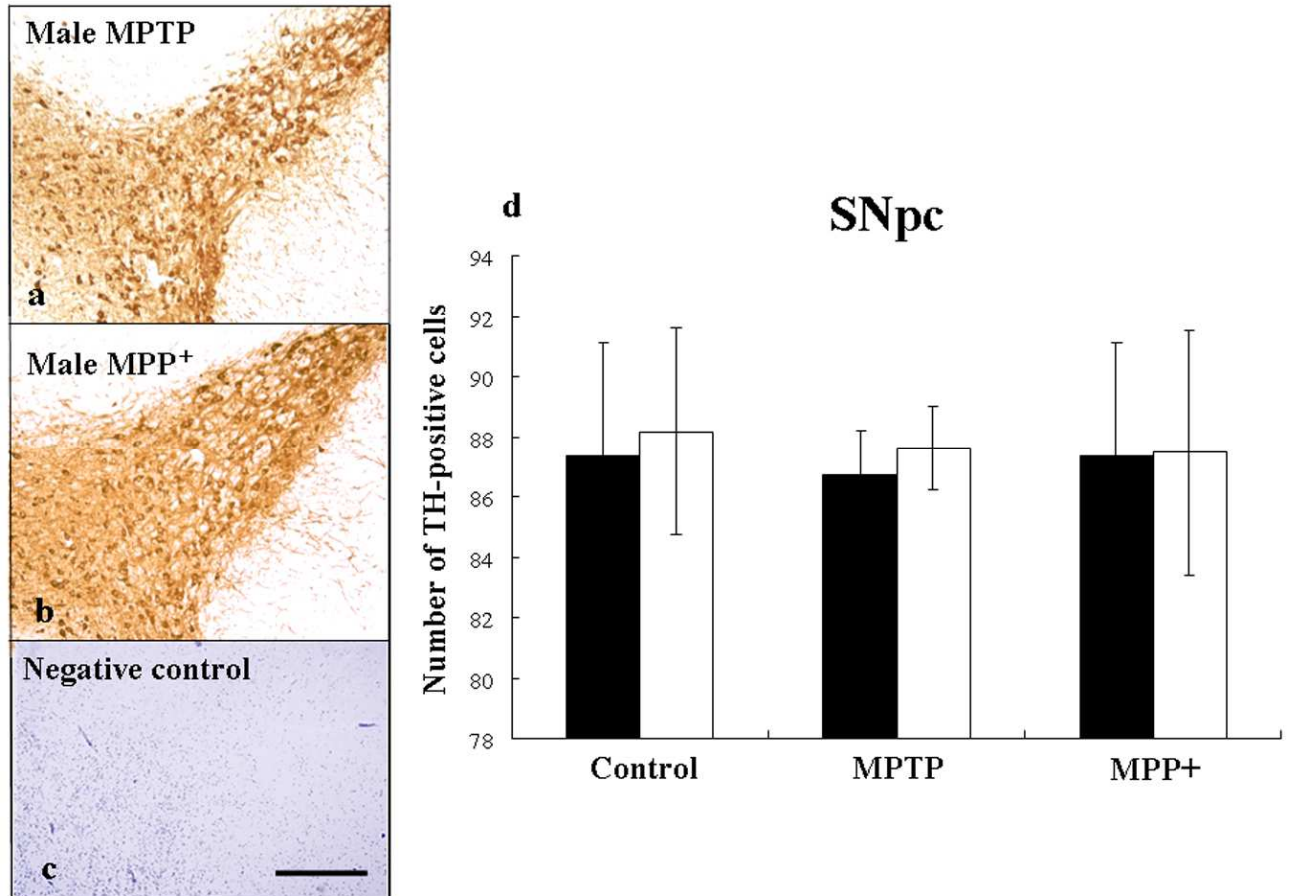 Male MPTP
a
Male MPP⁺
b
Negative control
c
d
SNpc
Number of TH-positive cells
94
92
90
88
86
84
82
80
78
Control
MPTP
MPP+